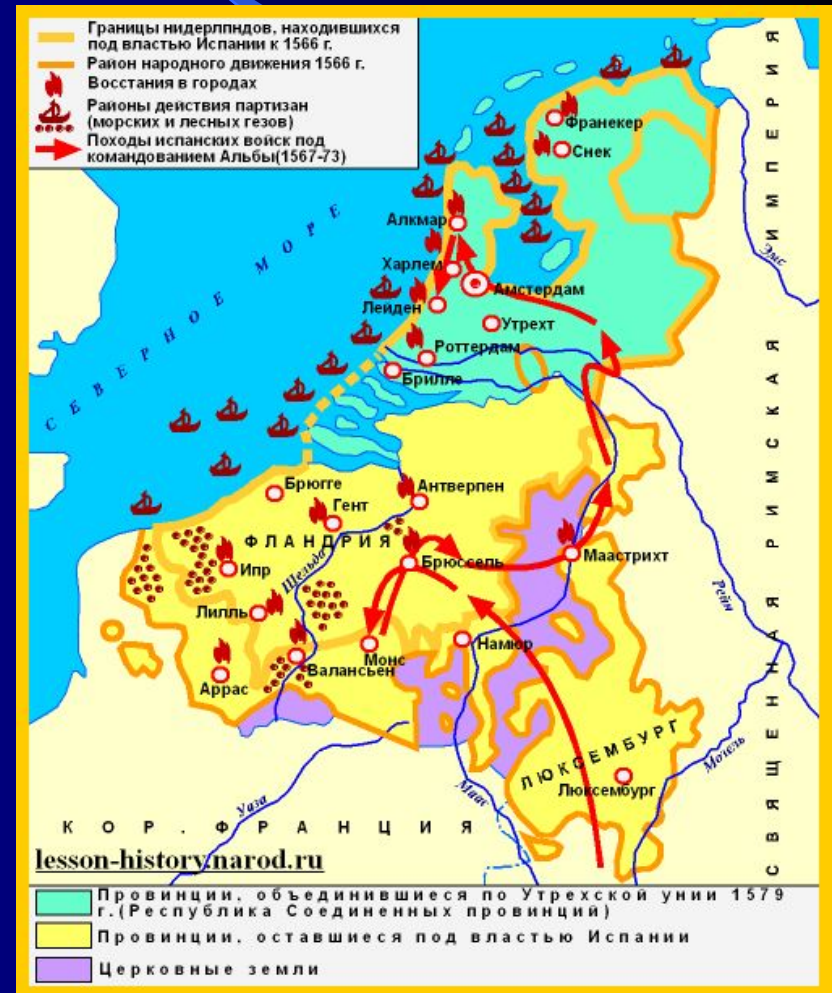 Границы нидерлпндов, находившихся
под властью Испании к 1566 г.
Район народного движения 1566 г.
Восстания в городах
Районы действия партизан
(морских и лесных гезов)
Походы испанских войск под
командованием Альбы(1567-73)
СЕВЕРНОЕ МОРЕ
СВЯЩЕННАЯ РИМСКАЯ ИМПЕРИЯ
Франекер
Снек
Эмс
Алкмар
Харлем
Амстердам
Лейден
Утрехт
Роттердам
Брилле
Брюгге
Антверпен
Гент
ФЛАНДРИЯ
Брюссель
Маастрихт
Ипр
Шельда
Рейн
Лилль
Монс
Намюр
Валансьен
Аррас
ЛЮКСЕМБУРГ
Люксембург
Мозель
Уаза
Маас
КОР. ФРАНЦИЯ
lesson-history.narod.ru
Провинции, объединившиеся по Утрехской унии 1579
г.(Республика Соединенных провинций)
Провинции, оставшиеся под властью Испании
Церковные земли